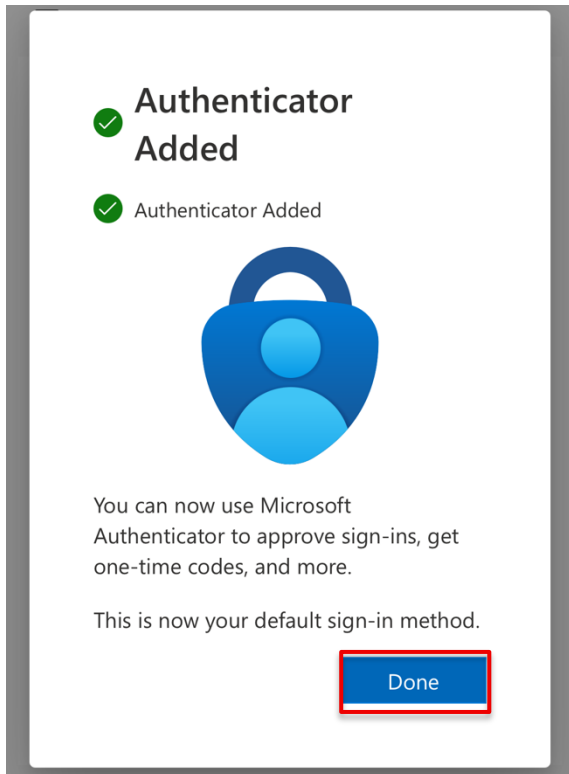 Authenticator
Added
Authenticator Added
You can now use Microsoft
Authenticator to approve sign-ins, get
one-time codes, and more.
This is now your default sign-in method.
Done